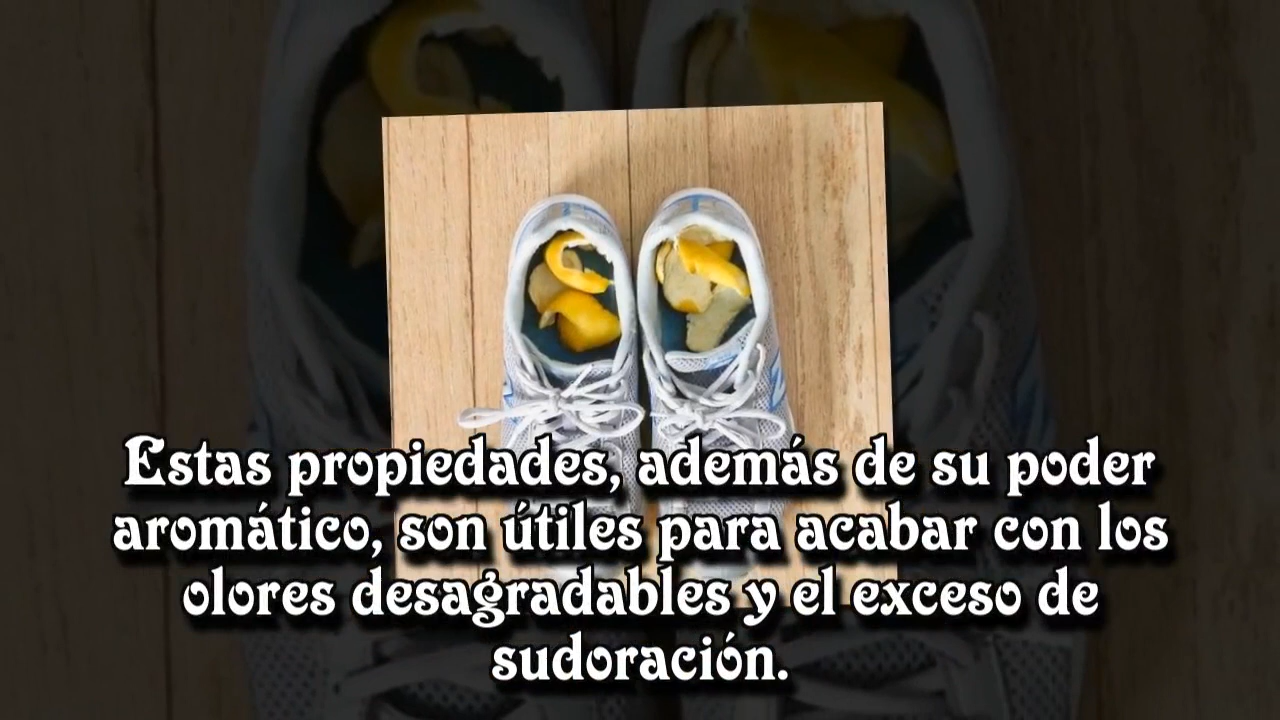 Estas propiedades, además de su poder
aromático, son útiles para acabar con los
olores desagradables y el exceso de
sudoración.